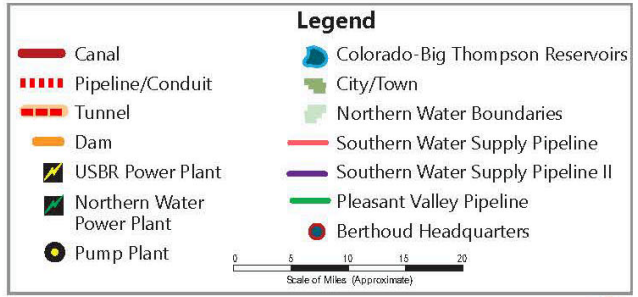 Legend
Canal
Pipeline/Conduit
Tunnel
Dam
USBR Power Plant
Northern Water
Power Plant
Pump Plant
Colorado-Big Thompson Reservoirs
City/Town
Northern Water Boundaries
Southern Water Supply Pipeline
Southern Water Supply Pipeline II
Pleasant Valley Pipeline
Berthoud Headquarters
0 5 10 15 20
Scale of Miles (Approximate)